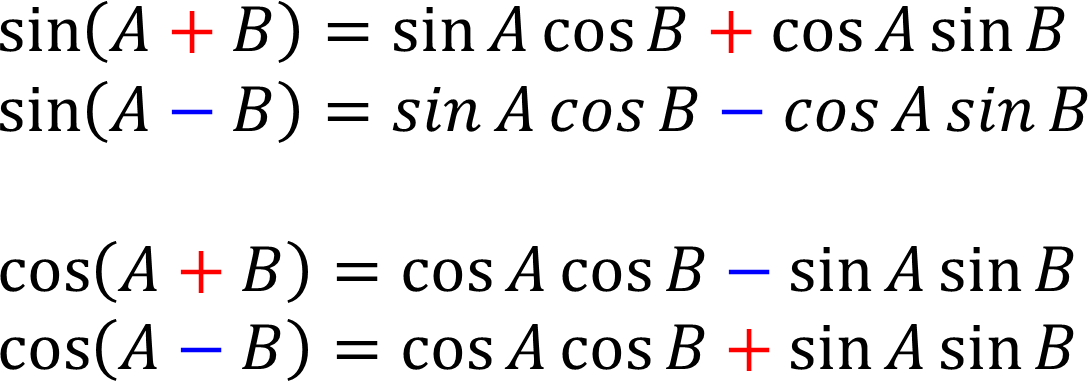 sin(A + B) = sin A cos B + cos A sin B
sin(A − B) = sin A cos B − cos A sin B
cos(A + B) = cos A cos B − sin A sin B
cos(A − B) = cos A cos B + sin A sin B